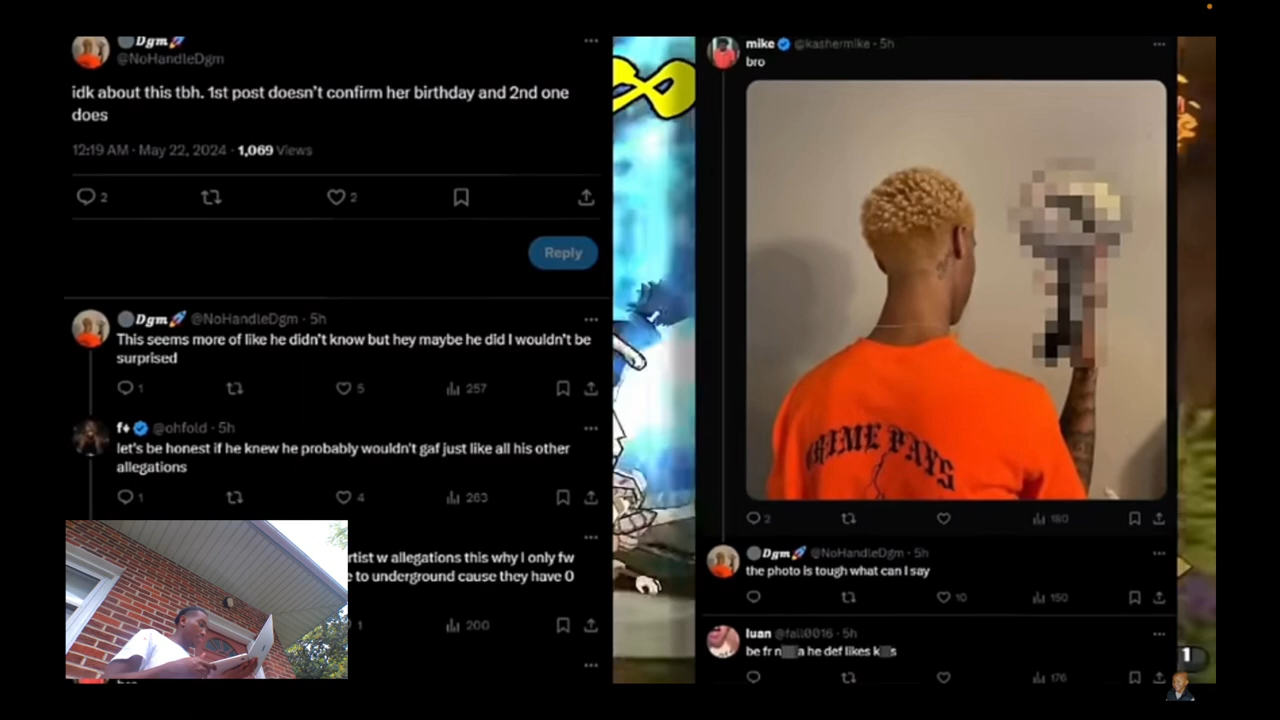 Dgm🚀
@NoHandleDgm
idk about this tbh. 1st post doesn't confirm her birthday and 2nd one
does
12:19 AM · May 22, 2024 · 1,069 Views
2
2
Reply
Dgm🚀 @NoHandleDgm · 5h
This seems more of like he didn't know but hey maybe he did I wouldn't be
surprised
1
5
257
@ohfold · 5h
let's be honest if he knew he probably wouldn't gaf just like all his other
allegations
1
4
263
rtist w allegations this why I only fw
e to underground cause they have 0
1
200
mike @kashermike · 5h
bro
CRIME PAYS
2
180
Dgm🚀 @NoHandleDgm · 5h
the photo is tough what can I say
10
150
luan @fall0016 · 5h
be fr n a he def likes k s
176
1